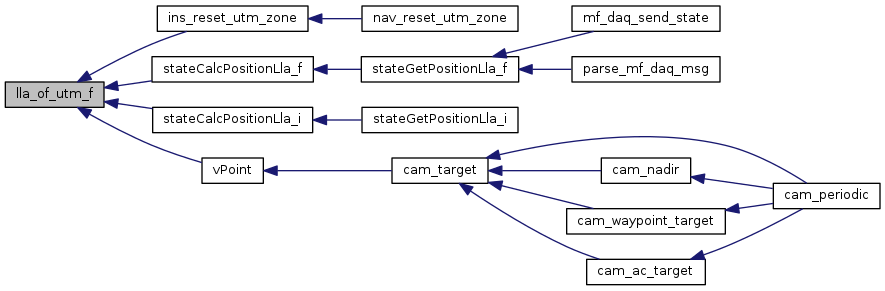 ins_reset_utm_zone
nav_reset_utm_zone
mf_daq_send_state
stateCalcPositionLla_f
stateGetPositionLla_f
parse_mf_daq_msg
lla_of_utm_f
stateCalcPositionLla_i
stateGetPositionLla_i
vPoint
cam_target
cam_nadir
cam_periodic
cam_waypoint_target
cam_ac_target